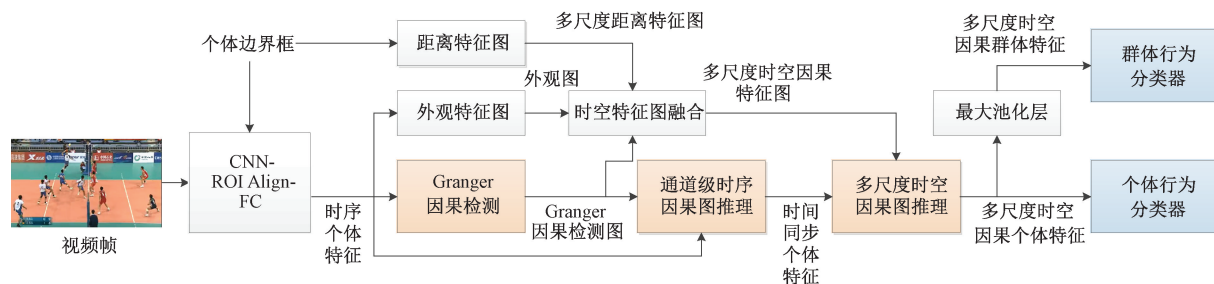 个体边界框
距离特征图
多尺度距离特征图
外观图
外观特征图
时空特征图融合
多尺度时空因果
特征图
多尺度时空
因果群体特征
群体行为
分类器
最大池化层
视频帧
CNN-
ROI Align-
FC
时序
个体
特征
Granger
因果检测
Granger
因果检测图
通道级时序
因果图推理
时间
同步个
体特征
多尺度时空
因果图推理
多尺度时空
因果个体特征
个体行为
分类器